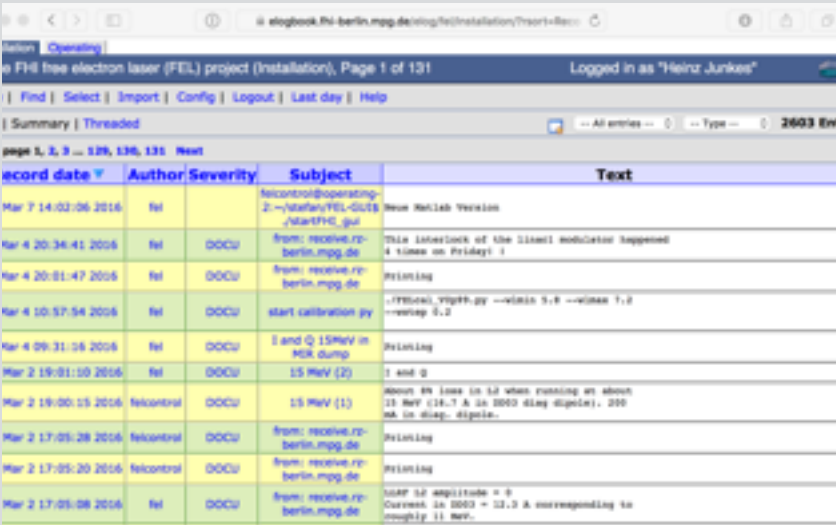 elogbook.fhi-berlin.mpg.de/elog/fel/Installation/?rsort=Reco
llation Operating
e FHI free electron laser (FEL) project (Installation), Page 1 of 131 Logged in as "Heinz Junkes"
| Find | Select | Import | Config | Logout | Last day | Help
| Summary | Threaded -- All entries -- -- Type -- 2603 Ent
page 1, 2, 3 ... 129, 130, 131 Next
ecord date Author Severity Subject Text
Mar 7 14:02:06 2016 fel felcontrol@operating-2:~/stefan/FEL-GUI$ ./startFHI_gui Neue Matlab Version
Mar 4 20:34:41 2016 fel DOCU from: receive.rz-berlin.mpg.de This interlock of the linac1 modulator happened
4 times on Friday! !
Mar 4 20:01:47 2016 fel DOCU from: receive.rz-berlin.mpg.de Printing
Mar 4 10:57:54 2016 fel DOCU start calibration py --wlmin 5.8 --wlmax 7.2
--wstep 0.2
Mar 4 09:31:16 2016 fel DOCU I and Q 15MeV in MIR dump Printing
Mar 2 19:01:10 2016 fel DOCU 15 MeV (2) I and Q
Mar 2 19:00:15 2016 felcontrol DOCU 15 MeV (1) About 8% loss in L2 when running at about
15 MeV (16.7 A in DD03 diag dipole). 200
mA in diag. dipole.
Mar 2 17:05:28 2016 felcontrol DOCU from: receive.rz-berlin.mpg.de Printing
Mar 2 17:05:20 2016 felcontrol DOCU from: receive.rz-berlin.mpg.de Printing
Mar 2 17:05:08 2016 fel DOCU from: receive.rz-berlin.mpg.de LLRF L2 amplitude = 0
Current in DD03 = 12.3 A corresponding to
roughly 11 MeV.